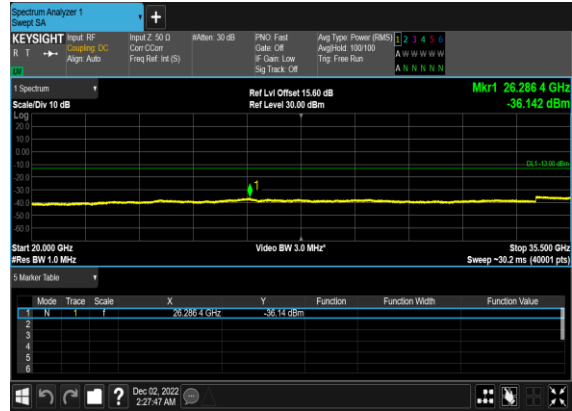 Spectrum Analyzer 1
Swept SA
KEYSIGHT Input: RF Input Z: 50 Ω #Atten: 30 dB PNO: Fast Avg Type: Power (RMS) 1 2 3 4 5 6
R T Coupling: DC Corr CCorr Gate: Off Avg|Hold: 100/100 A W W W W W
Align: Auto Freq Ref: Int (S) IF Gain: Low Trig: Free Run
Sig Track: Off A N N N N N
1 Spectrum Ref Lvl Offset 15.60 dB Mkr1 26.286 4 GHz
Scale/Div 10 dB Ref Level 30.00 dBm -36.142 dBm
Log
20.0
10.0
0.00
-10.0 DL1 -13.00 dBm
-20.0
-30.0 1
-40.0
-50.0
-60.0
Start 20.000 GHz Video BW 3.0 MHz* Stop 35.500 GHz
#Res BW 1.0 MHz Sweep ~30.2 ms (40001 pts)
5 Marker Table
Mode Trace Scale X Y Function Function Width Function Value
1 N 1 f 26.286 4 GHz -36.14 dBm
2
3
4
5
6
Dec 02, 2022
2:27:47 AM